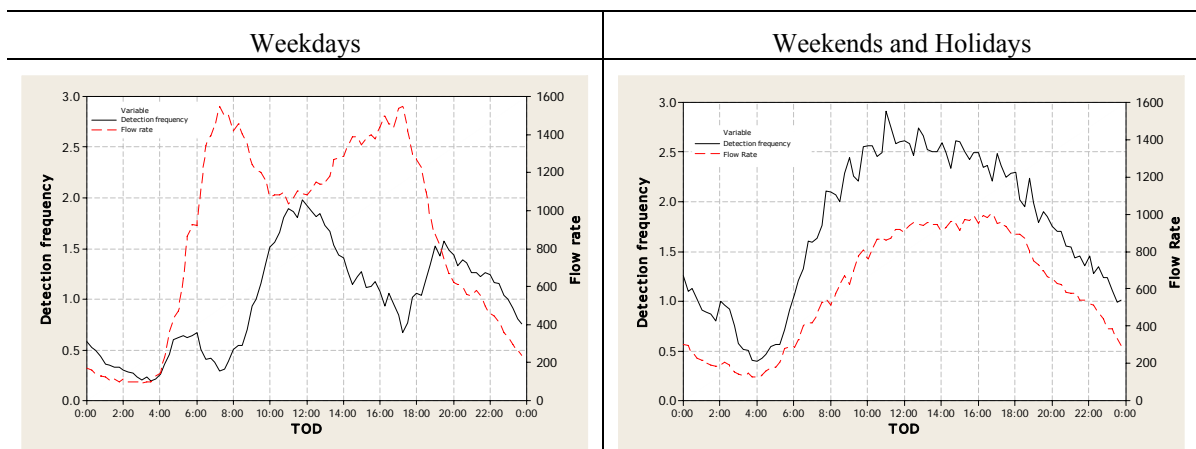 Weekdays
Weekends and Holidays
3.0
2.5
2.0
1.5
1.0
0.5
0.0
Detection frequency
Variable
Detection frequency
Flow rate
1600
1400
1200
1000
800
600
400
200
0
Flow rate
0:00 2:00 4:00 6:00 8:00 10:00 12:00 14:00 16:00 18:00 20:00 22:00 0:00
TOD
3.0
2.5
2.0
1.5
1.0
0.5
0.0
Detection frequency
Variable
Detection frequency
Flow Rate
1600
1400
1200
1000
800
600
400
200
0
Flow Rate
0:00 2:00 4:00 6:00 8:00 10:00 12:00 14:00 16:00 18:00 20:00 22:00 0:00
TOD